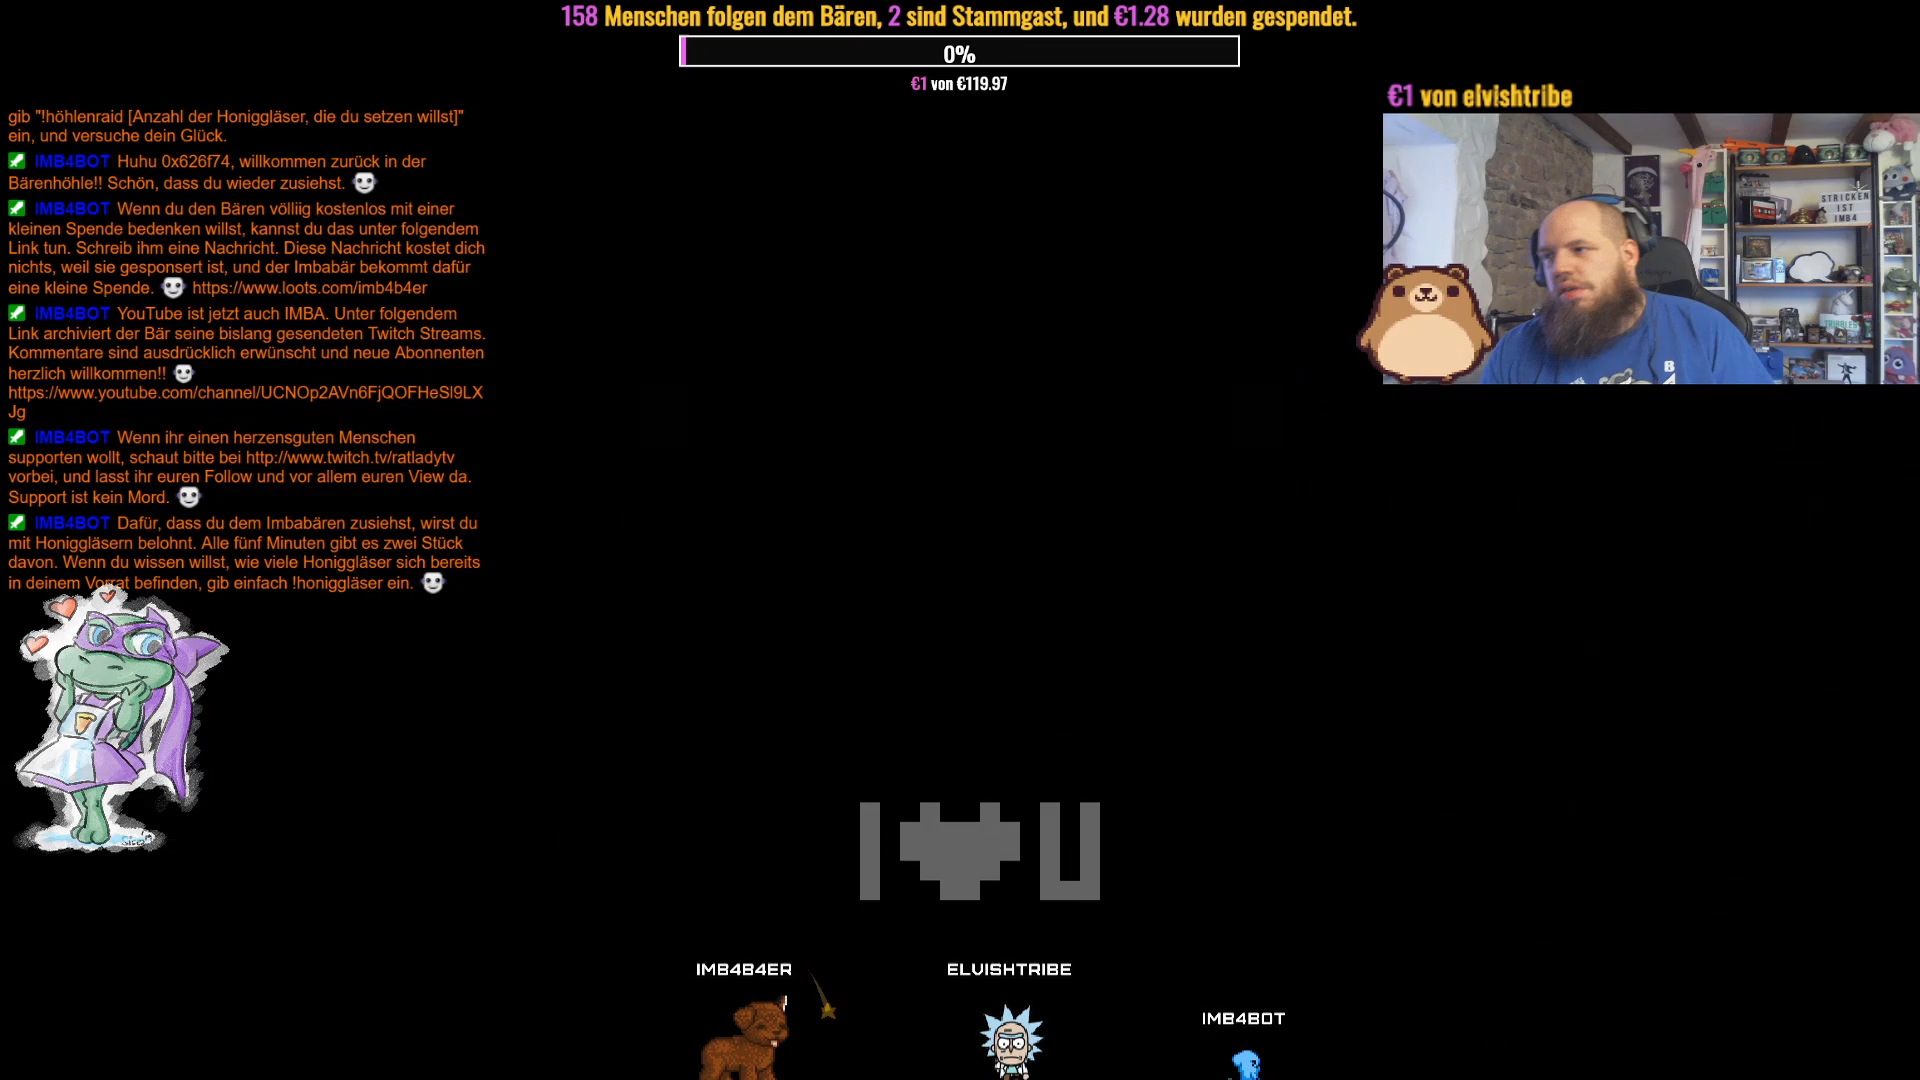 158 Menschen folgen dem Bären, 2 sind Stammgast, und €1.28 wurden gespendet.
0%
€1 von €119.97
€1 von elvishtribe
gib "!höhlenraid [Anzahl der Honiggläser, die du setzen willst]"
ein, und versuche dein Glück.
IMB4BOT Huhu 0x626f74, willkommen zurück in der
Bärenhöhle!! Schön, dass du wieder zusiehst.
IMB4BOT Wenn du den Bären völliig kostenlos mit einer
kleinen Spende bedenken willst, kannst du das unter folgendem
Link tun. Schreib ihm eine Nachricht. Diese Nachricht kostet dich
nichts, weil sie gesponsert ist, und der Imbabär bekommt dafür
eine kleine Spende. https://www.loots.com/imb4b4er
IMB4BOT YouTube ist jetzt auch IMBA. Unter folgendem
Link archiviert der Bär seine bislang gesendeten Twitch Streams.
Kommentare sind ausdrücklich erwünscht und neue Abonnenten
herzlich willkommen!!
https://www.youtube.com/channel/UCNOp2AVn6FjQOFHeSl9LX
Jg
IMB4BOT Wenn ihr einen herzensguten Menschen
supporten wollt, schaut bitte bei http://www.twitch.tv/ratladytv
vorbei, und lasst ihr euren Follow und vor allem euren View da.
Support ist kein Mord.
IMB4BOT Dafür, dass du dem Imbabären zusiehst, wirst du
mit Honiggläsern belohnt. Alle fünf Minuten gibt es zwei Stück
davon. Wenn du wissen willst, wie viele Honiggläser sich bereits
in deinem Vorrat befinden, gib einfach !honiggläser ein.
STRICKEN
IST
IMB4
TRIBBLES
B
I U
IMB4B4ER
ELVISHTRIBE
IMB4BOT